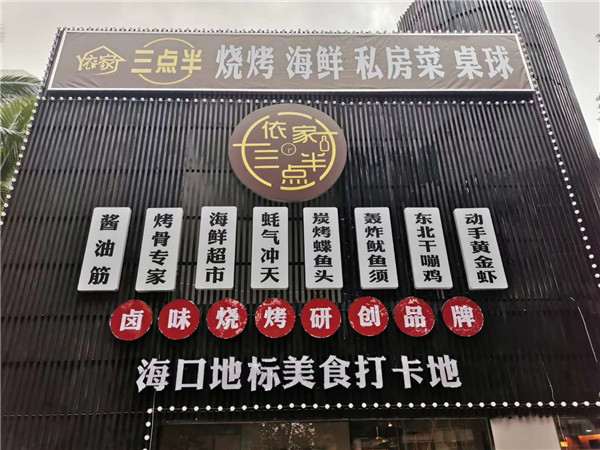 依家 三点半 烧烤 海鲜 私房菜 桌球
依家
三点半
酱油筋
烤骨专家
海鲜超市
蚝气冲天
炭烤蝶鱼头
轰炸鱿鱼须
东北干嘣鸡
动手黄金虾
卤味烧烤研创品牌
海口地标美食打卡地